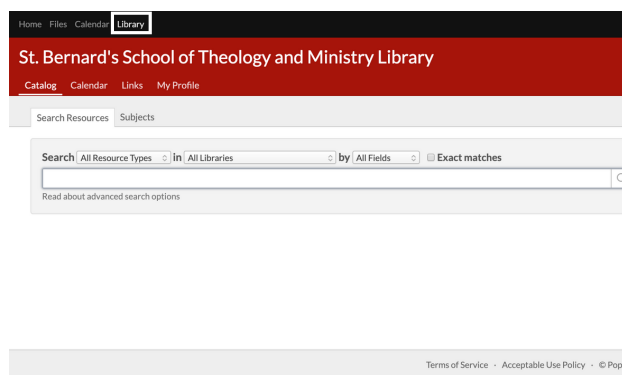 Home Files Calendar Library
St. Bernard's School of Theology and Ministry Library
Catalog Calendar Links My Profile
Search Resources Subjects
Search All Resource Types in All Libraries by All Fields Exact matches
Read about advanced search options
Terms of Service · Acceptable Use Policy · © Pop